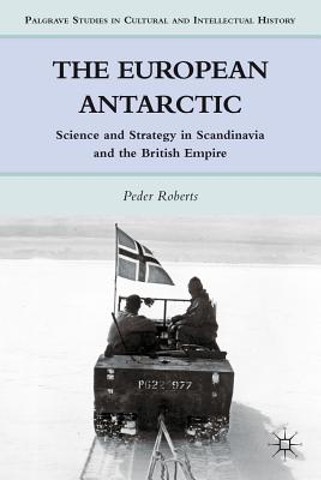 PALGRAVE STUDIES IN CULTURAL AND INTELLECTUAL HISTORY
THE EUROPEAN
ANTARCTIC
Science and Strategy in Scandinavia
and the British Empire
Peder Roberts